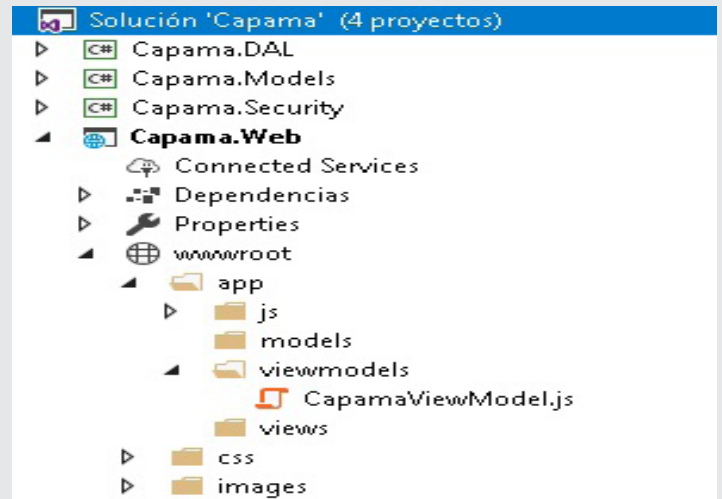 Solución 'Capama' (4 proyectos)
C# Capama.DAL
C# Capama.Models
C# Capama.Security
Capama.Web
Connected Services
Dependencias
Properties
wwwroot
app
js
models
viewmodels
CapamaViewModel.js
views
css
images